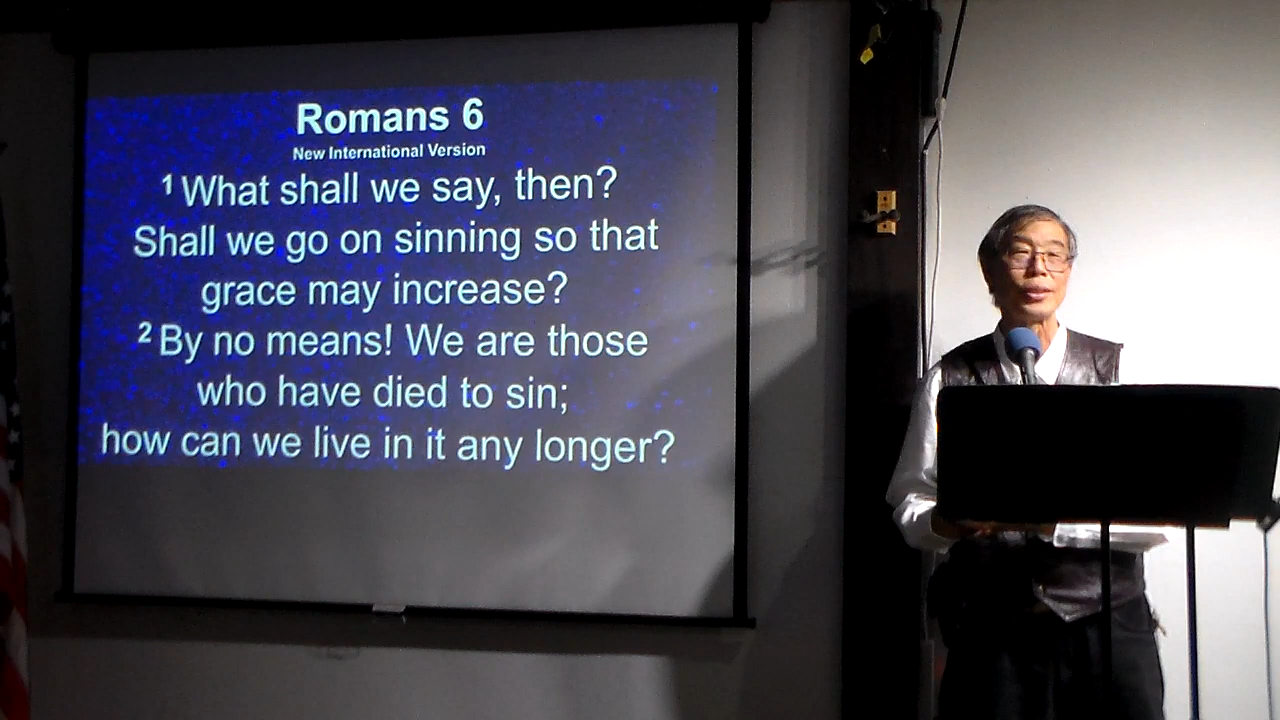 Romans 6
New International Version
1 What shall we say, then?
Shall we go on sinning so that
grace may increase?
2 By no means! We are those
who have died to sin;
how can we live in it any longer?